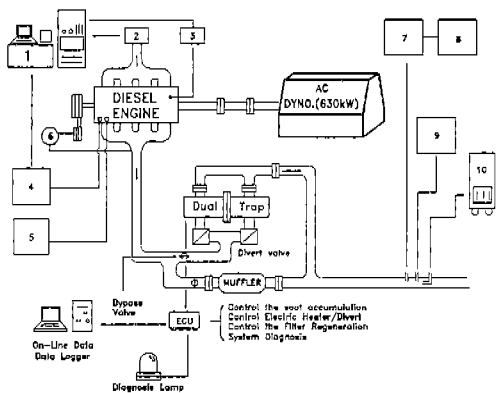 1
2
3
7
8
DIESEL
ENGINE
AC
DYNO.(630kW)
6
9
10
4
5
Dual Trap
Divert valve
MUFFLER
Bypass
Valve
ECU
Control the soot accumulution
Control Electric Heater/Divert
Control the Filter Regeneration
System Diagnosis
On-Line Data
Data Logger
Diagnosis Lamp